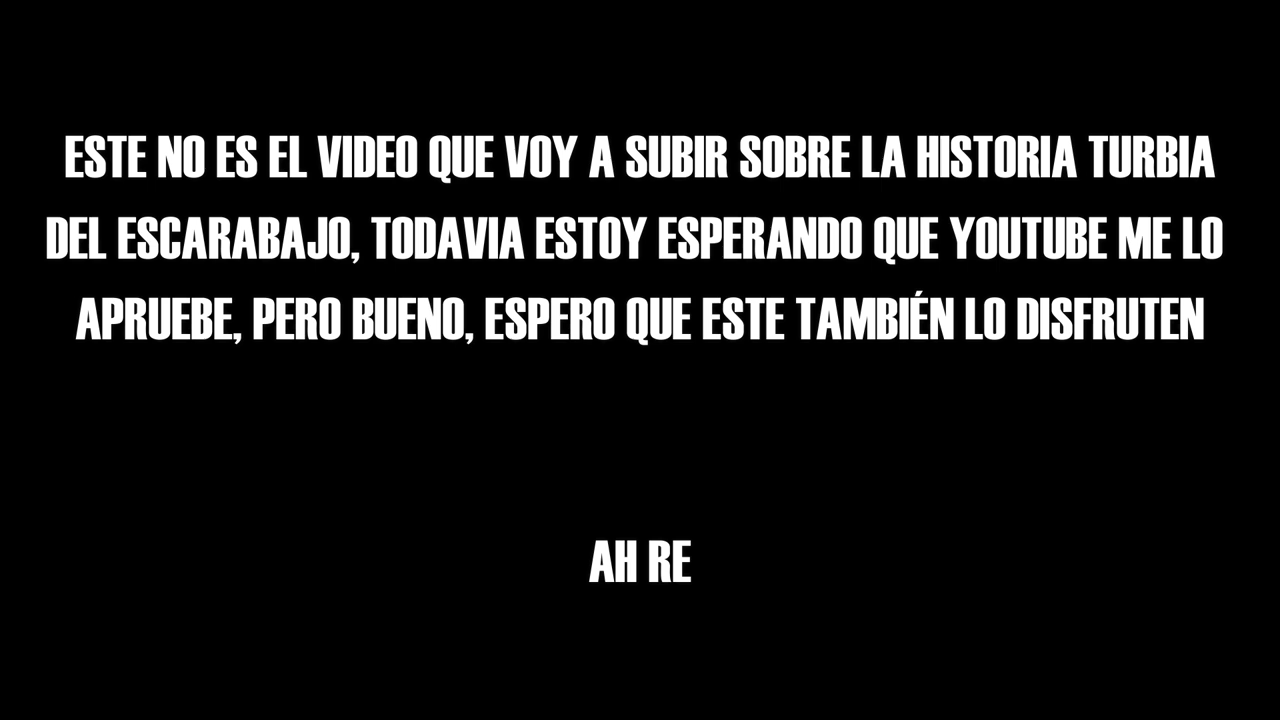 ESTE NO ES EL VIDEO QUE VOY A SUBIR SOBRE LA HISTORIA TURBIA
DEL ESCARABAJO, TODAVIA ESTOY ESPERANDO QUE YOUTUBE ME LO
APRUEBE, PERO BUENO, ESPERO QUE ESTE TAMBIÉN LO DISFRUTEN
AH RE